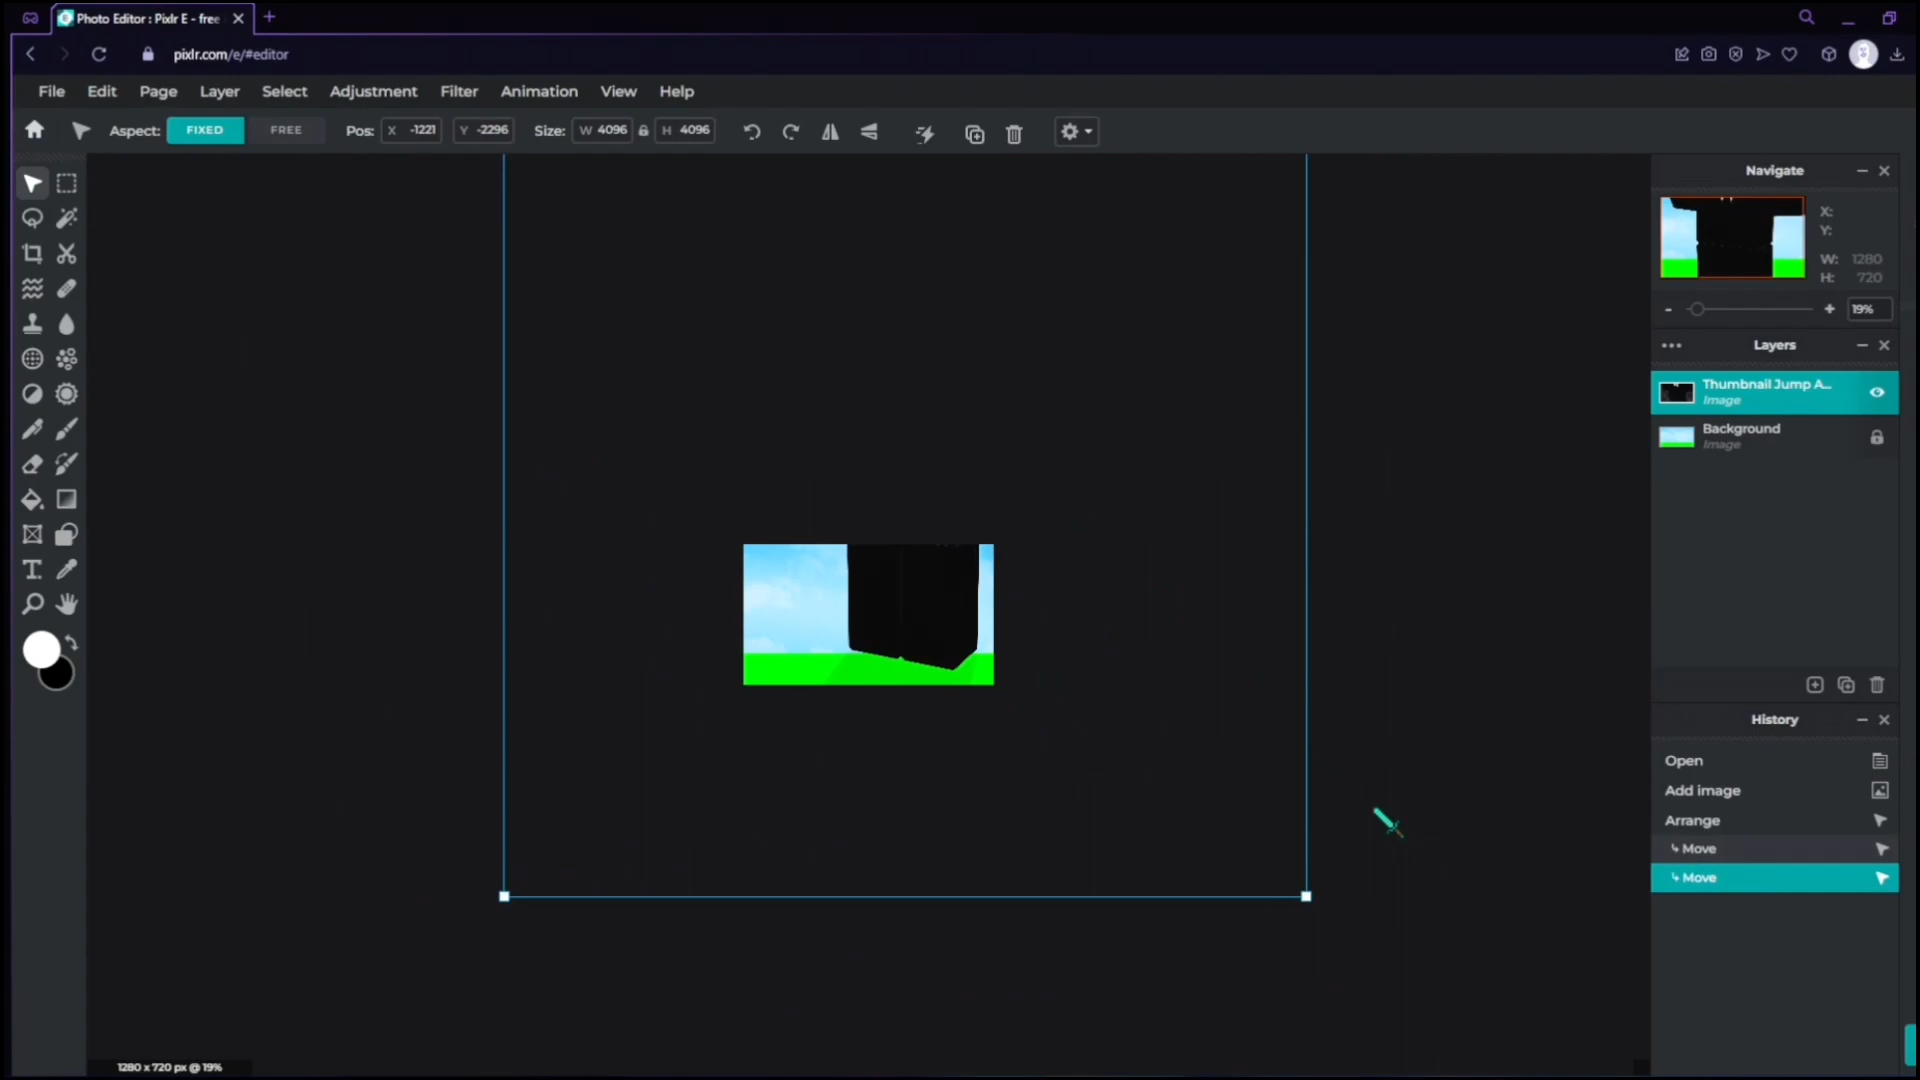 Photo Editor : Pixlr E - free
pixlr.com/e/#editor
File Edit Page Layer Select Adjustment Filter Animation View Help
Aspect: FIXED FREE Pos: X -1221 Y -2296 Size: W 4096 H 4096
Navigate
X:
Y:
W: 1280
H: 720
- + 19%
Layers
Thumbnail Jump A...
Image
Background
Image
History
Open
Add image
Arrange
↳ Move
↳ Move
1280 x 720 px @ 19%